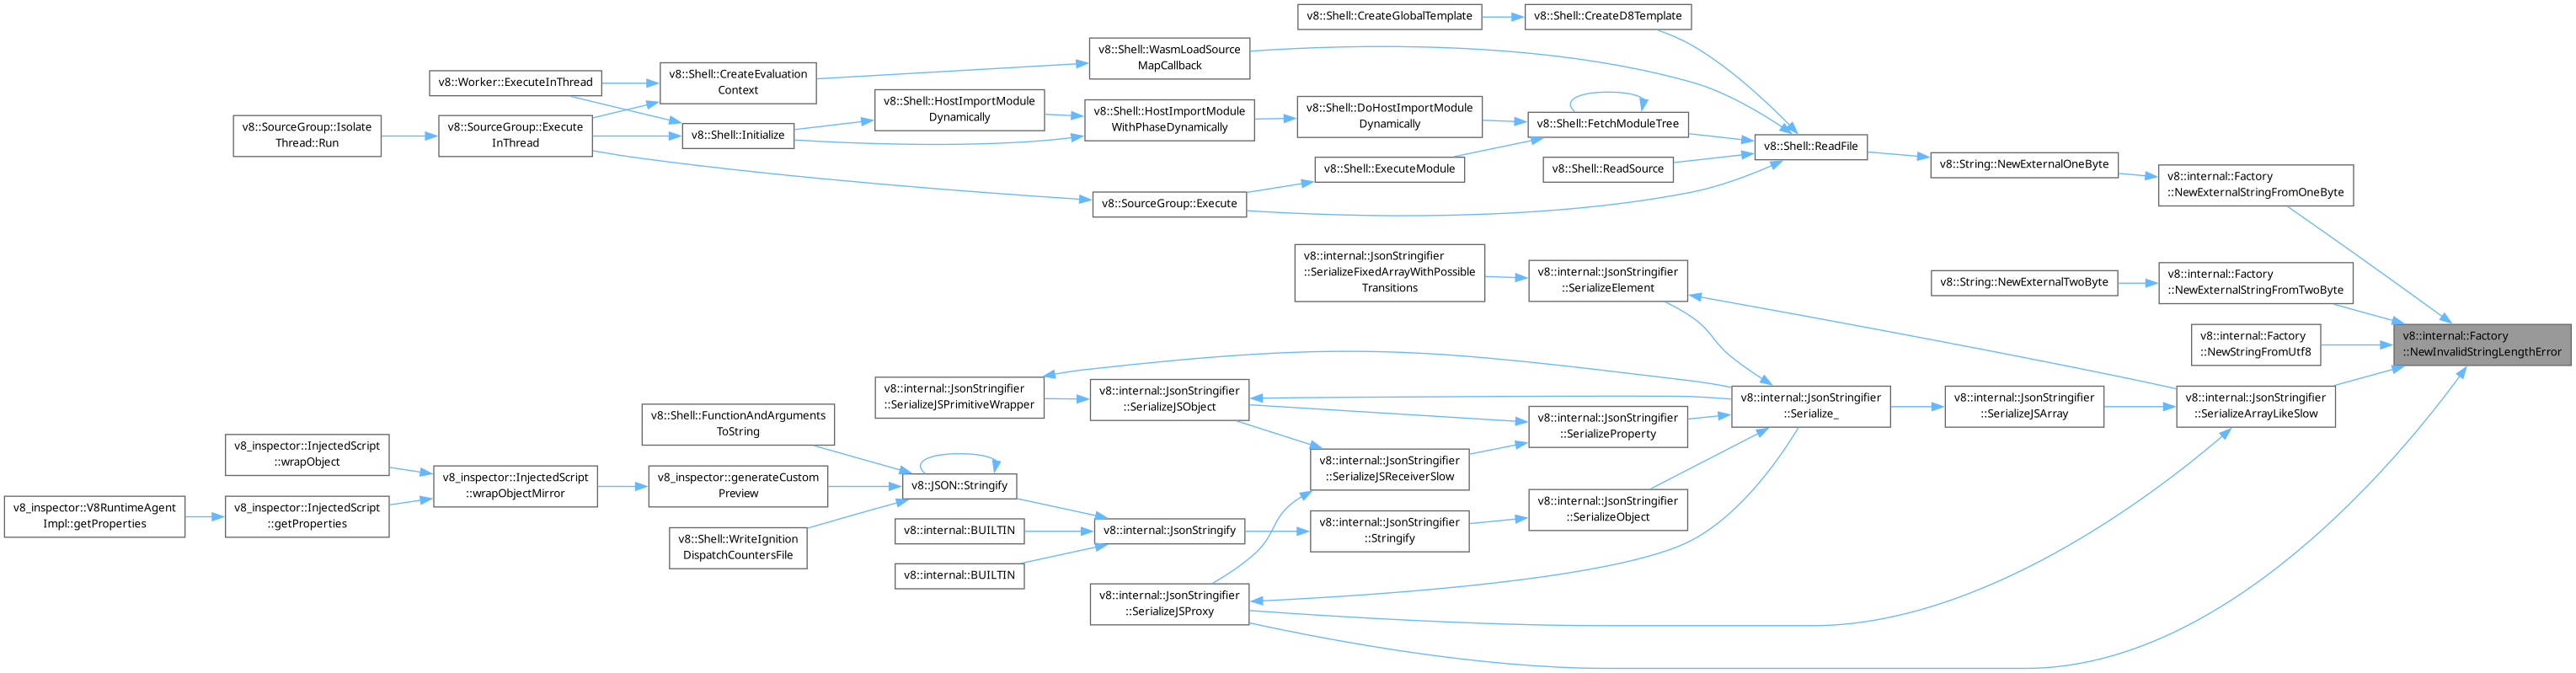 v8::Shell::CreateGlobalTemplate
v8::Shell::CreateD8Template
v8::Shell::WasmLoadSource
MapCallback
v8::Worker::ExecuteInThread
v8::Shell::CreateEvaluation
Context
v8::Shell::HostImportModule
Dynamically
v8::Shell::HostImportModule
WithPhaseDynamically
v8::Shell::DoHostImportModule
Dynamically
v8::Shell::FetchModuleTree
v8::SourceGroup::Isolate
Thread::Run
v8::SourceGroup::Execute
InThread
v8::Shell::Initialize
v8::Shell::ReadFile
v8::String::NewExternalOneByte
v8::Shell::ExecuteModule
v8::Shell::ReadSource
v8::internal::Factory
::NewExternalStringFromOneByte
v8::SourceGroup::Execute
v8::internal::JsonStringifier
::SerializeFixedArrayWithPossible
Transitions
v8::internal::JsonStringifier
::SerializeElement
v8::String::NewExternalTwoByte
v8::internal::Factory
::NewExternalStringFromTwoByte
v8::internal::Factory
::NewStringFromUtf8
v8::internal::Factory
::NewInvalidStringLengthError
v8::internal::JsonStringifier
::SerializeJSPrimitiveWrapper
v8::internal::JsonStringifier
::SerializeJSObject
v8::internal::JsonStringifier
::Serialize_
v8::internal::JsonStringifier
::SerializeJSArray
v8::internal::JsonStringifier
::SerializeArrayLikeSlow
v8::Shell::FunctionAndArguments
ToString
v8::internal::JsonStringifier
::SerializeProperty
v8_inspector::InjectedScript
::wrapObject
v8::internal::JsonStringifier
::SerializeJSReceiverSlow
v8_inspector::InjectedScript
::wrapObjectMirror
v8_inspector::generateCustom
Preview
v8::JSON::Stringify
v8_inspector::V8RuntimeAgent
Impl::getProperties
v8_inspector::InjectedScript
::getProperties
v8::internal::JsonStringifier
::SerializeObject
v8::Shell::WriteIgnition
DispatchCountersFile
v8::internal::BUILTIN
v8::internal::JsonStringify
v8::internal::JsonStringifier
::Stringify
v8::internal::BUILTIN
v8::internal::JsonStringifier
::SerializeJSProxy